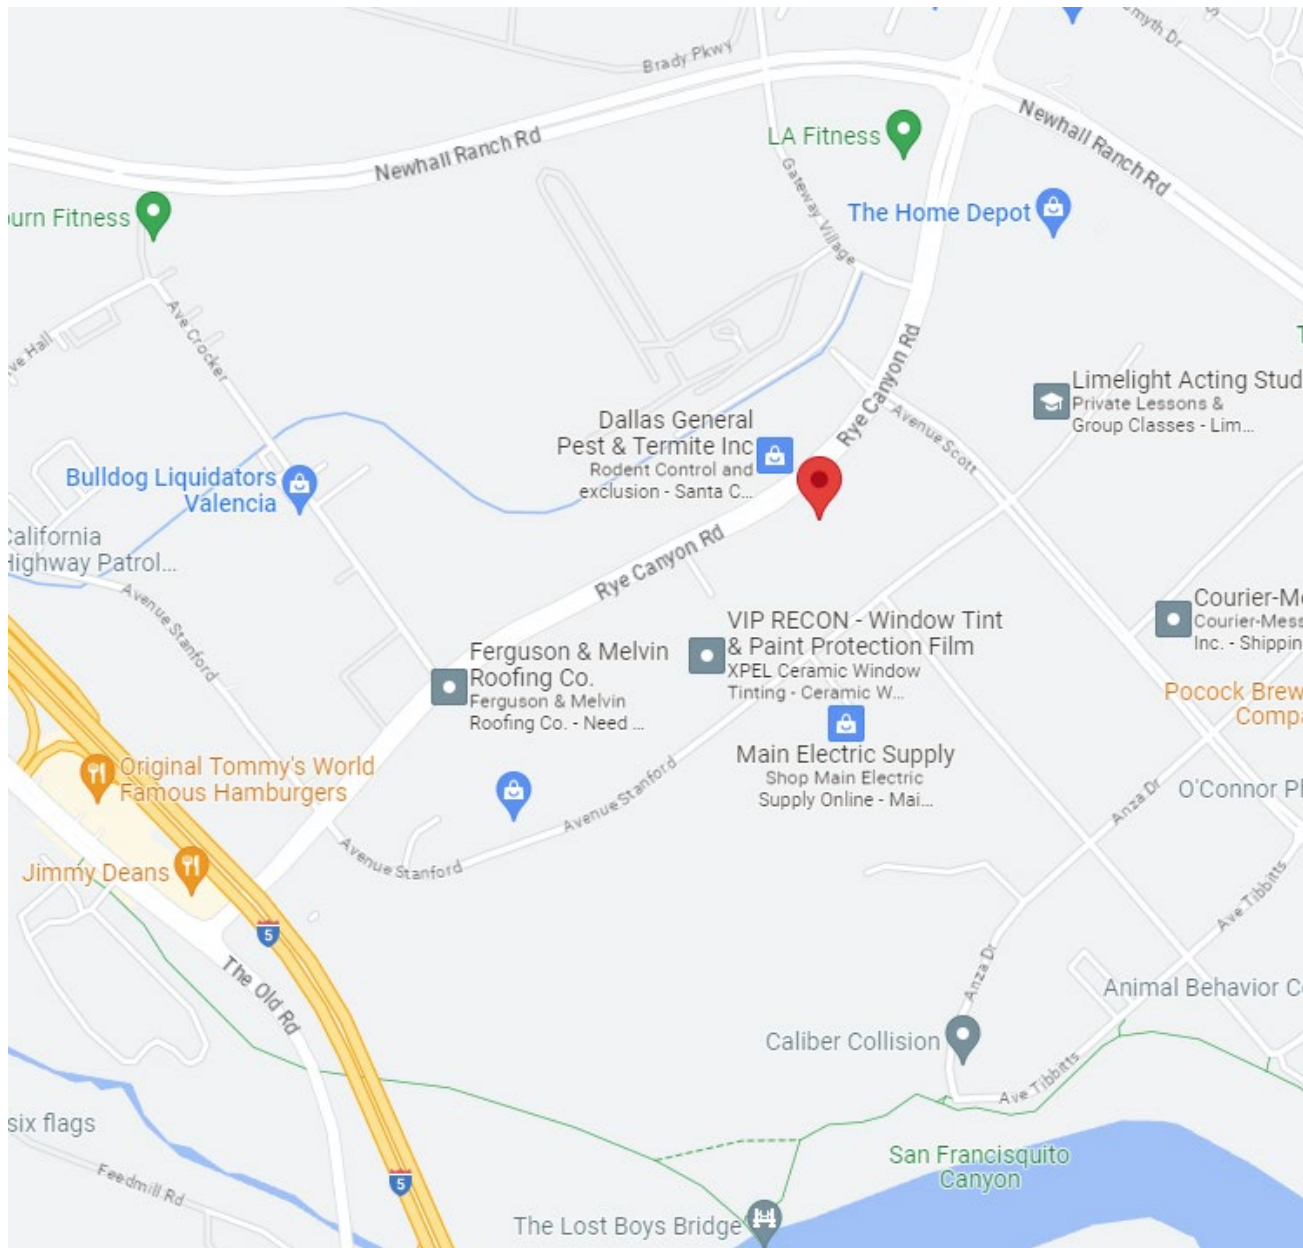 Smyth Dr
Brady Pkwy
Newhall Ranch Rd
LA Fitness
Newhall Ranch Rd
Gateway Village
The Home Depot
urn Fitness
Ave Crocker
ve Hall
Rye Canyon Rd
Limelight Acting Stud
Private Lessons &
Group Classes - Lim...
Avenue Scott
Dallas General
Pest & Termite Inc
Rodent Control and
exclusion - Santa C...
Bulldog Liquidators
Valencia
California
Highway Patrol...
Avenue Stanford
Rye Canyon Rd
Courier-M
Courier-Mess
Inc. - Shippin
VIP RECON - Window Tint
& Paint Protection Film
XPEL Ceramic Window
Tinting - Ceramic W...
Ferguson & Melvin
Roofing Co.
Ferguson & Melvin
Roofing Co. - Need ...
Pocock Brew
Compa
Main Electric Supply
Shop Main Electric
Supply Online - Mai...
Original Tommy's World
Famous Hamburgers
Avenue Stanford
Anza Dr
O'Connor Pl
Avenue Stanford
Jimmy Deans
Ave Tibbitts
5
The Old Rd
Anza Dr
Animal Behavior C
Caliber Collision
Ave Tibbitts
six flags
San Francisquito
Canyon
Feedmill Rd
5
The Lost Boys Bridge